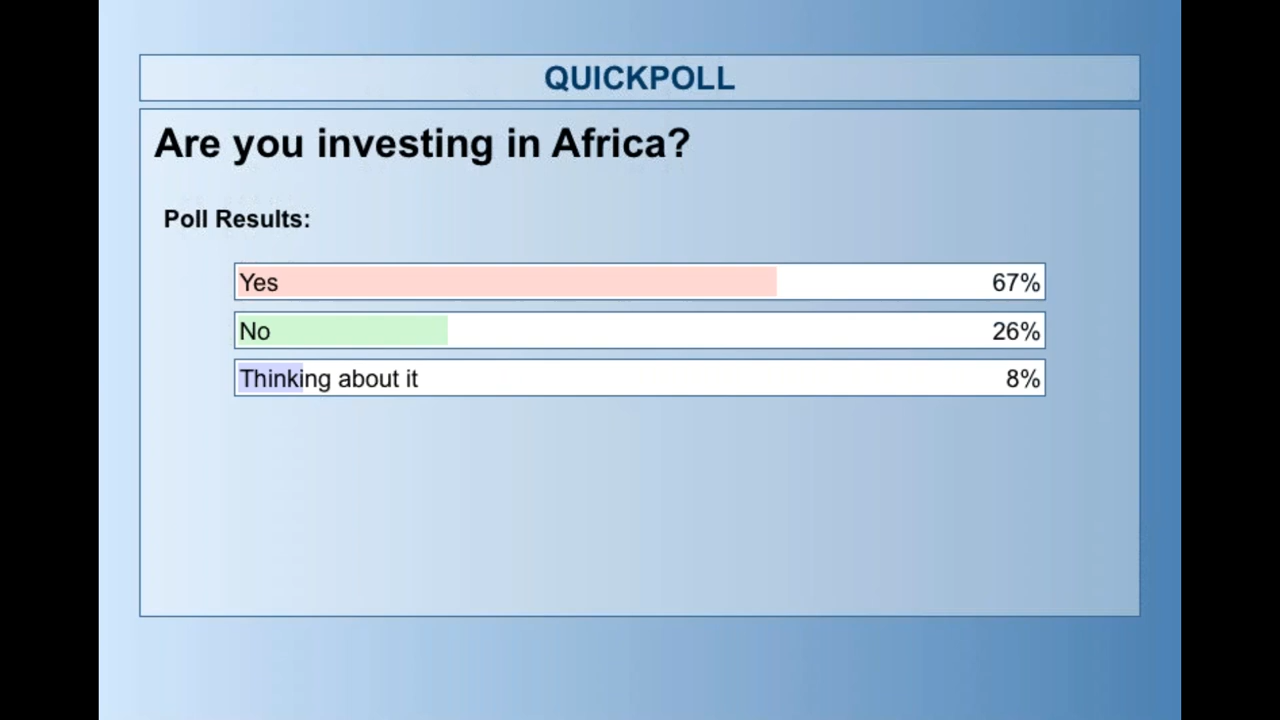 QUICKPOLL
Are you investing in Africa?
Poll Results:
Yes 67%
No 26%
Thinking about it 8%